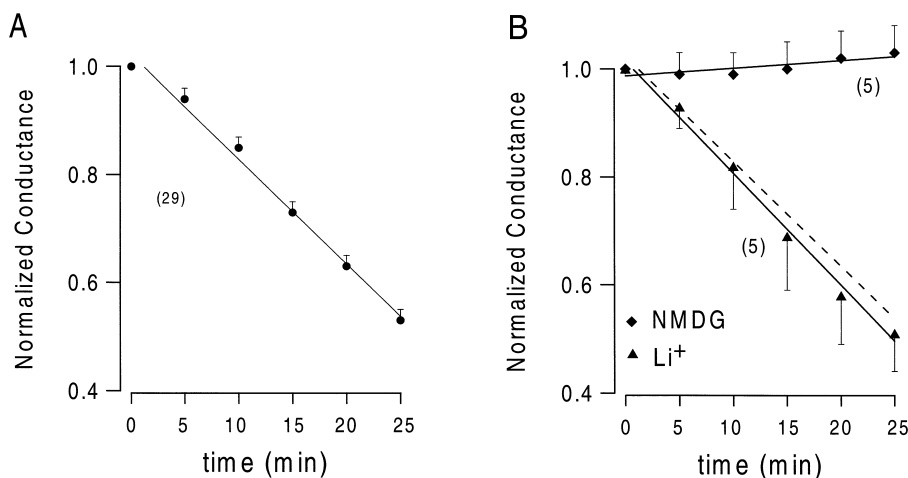 A
Normalized Conductance
1.0
0.8
0.6
0.4
(29)
0 5 10 15 20 25
time (min)
B
Normalized Conductance
1.0
0.8
0.6
0.4
(5)
(5)
NMDG
Li⁺
0 5 10 15 20 25
time (min)